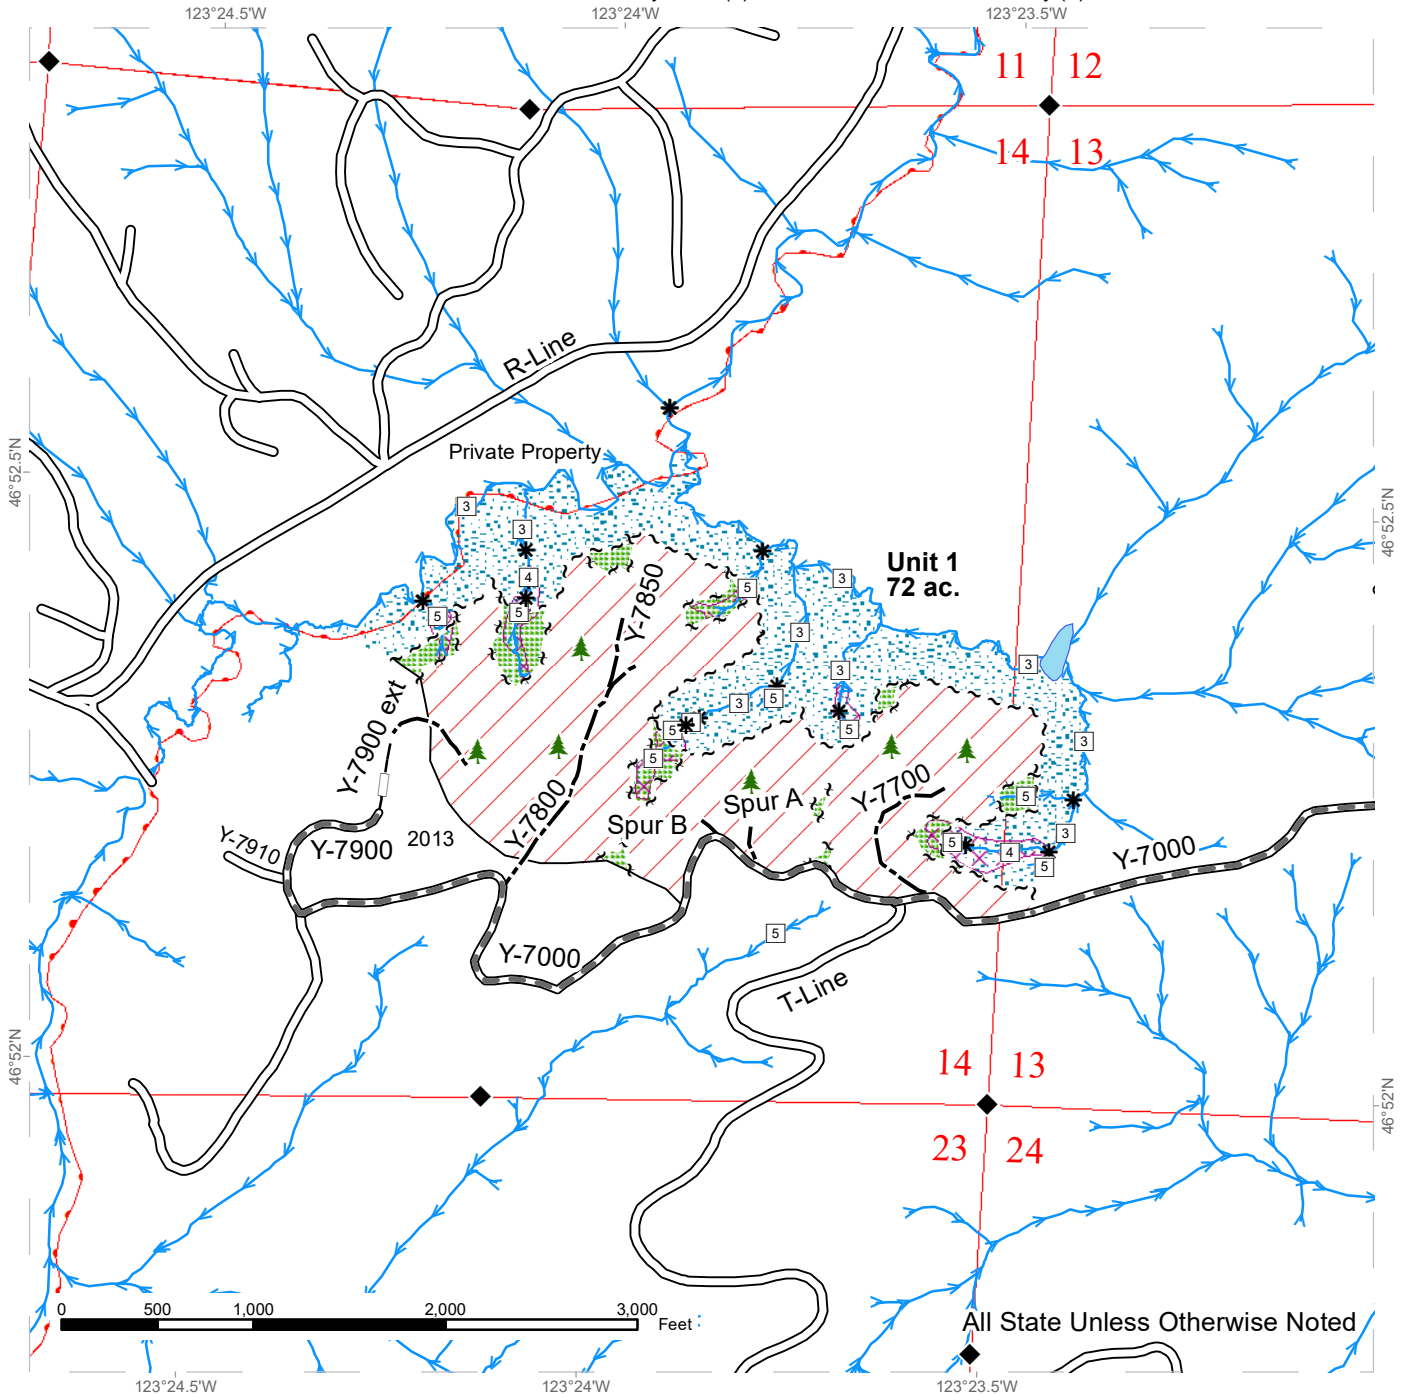 123°24.5'W 123°24'W 123°23.5'W
11 12
14 13
R-Line
Private Property
46°52.5'N
46°52.5'N
3
3
Unit 1
72 ac.
4
3
5
5
5
3
Y-7850
3
3
5
3
3
Y-7900 ext
5
5
5
Y-7700
Y-7800
Spur A
5
Spur B
3
Y-7910
Y-7900
2013
5
4
5
Y-7000
5
Y-7000
T-Line
46°52'N
14 13
46°52'N
23 24
0 500 1,000 2,000 3,000
Feet
All State Unless Otherwise Noted
123°24.5'W 123°24'W 123°23.5'W